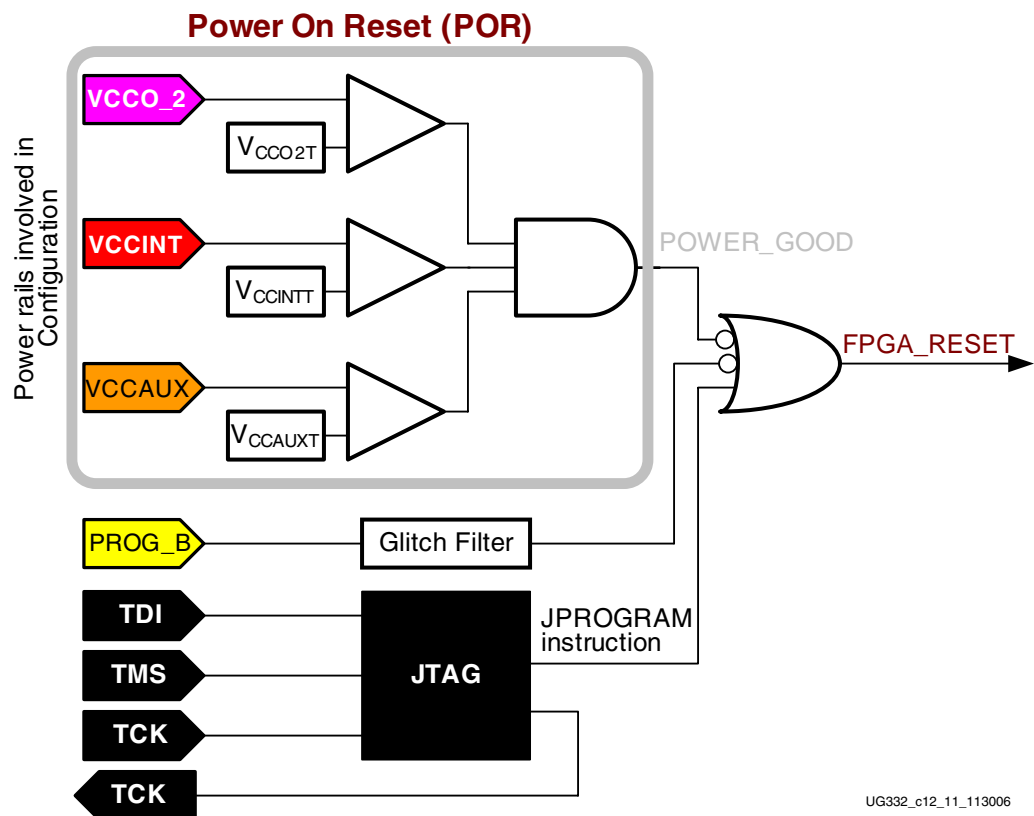 Power On Reset (POR)
Power rails involved in
Configuration
VCCO_2
VCCO2T
VCCINT
VCCINTT
VCCAUX
VCCAUXT
POWER_GOOD
FPGA_RESET
PROG_B
Glitch Filter
TDI
TMS
TCK
TCK
JTAG
JPROGRAM
instruction
UG332_c12_11_113006